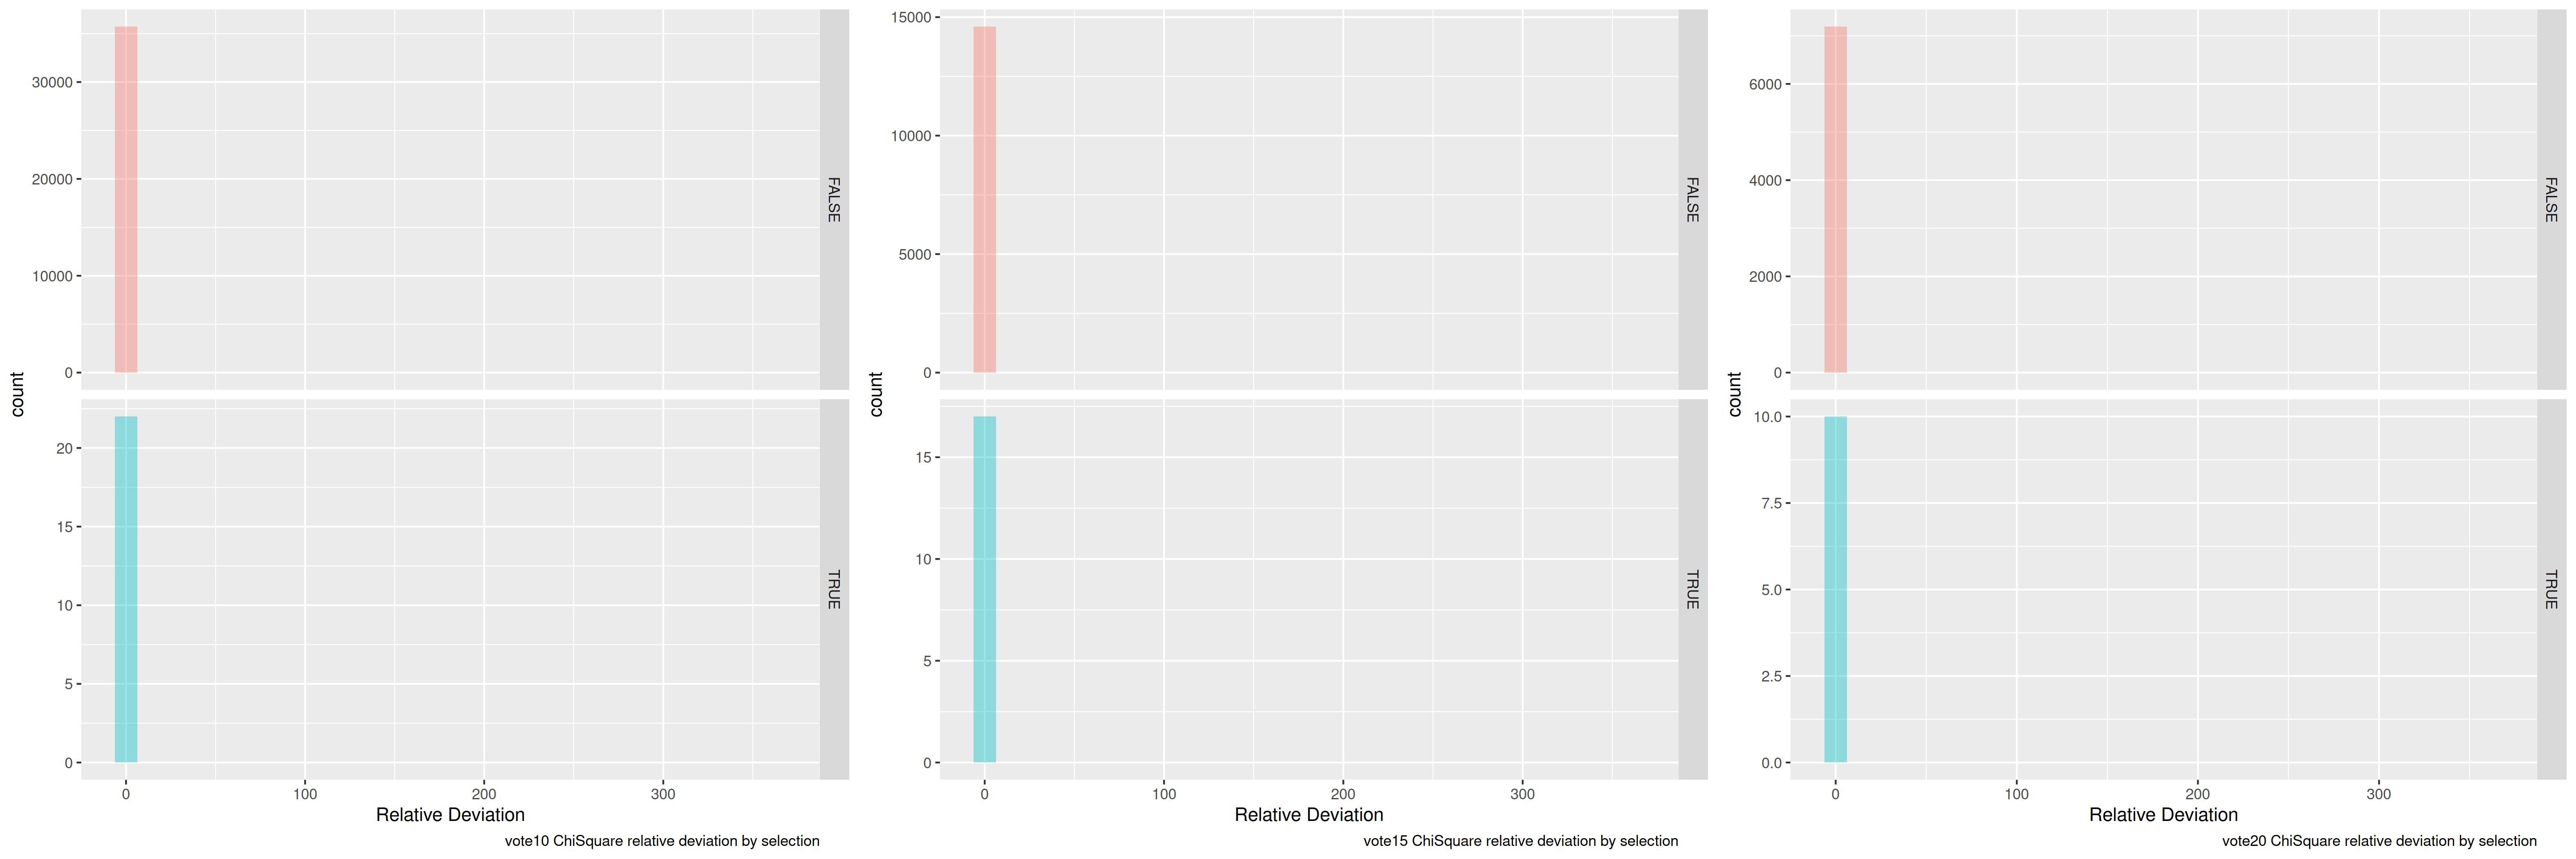 count
30000
20000
10000
0
FALSE
20
15
10
5
0
TRUE
0 100 200 300
Relative Deviation
vote10 ChiSquare relative deviation by selection
count
15000
10000
5000
0
FALSE
15
10
5
0
TRUE
0 100 200 300
Relative Deviation
vote15 ChiSquare relative deviation by selection
count
6000
4000
2000
0
FALSE
10.0
7.5
5.0
2.5
0.0
TRUE
0 100 200 300
Relative Deviation
vote20 ChiSquare relative deviation by selection